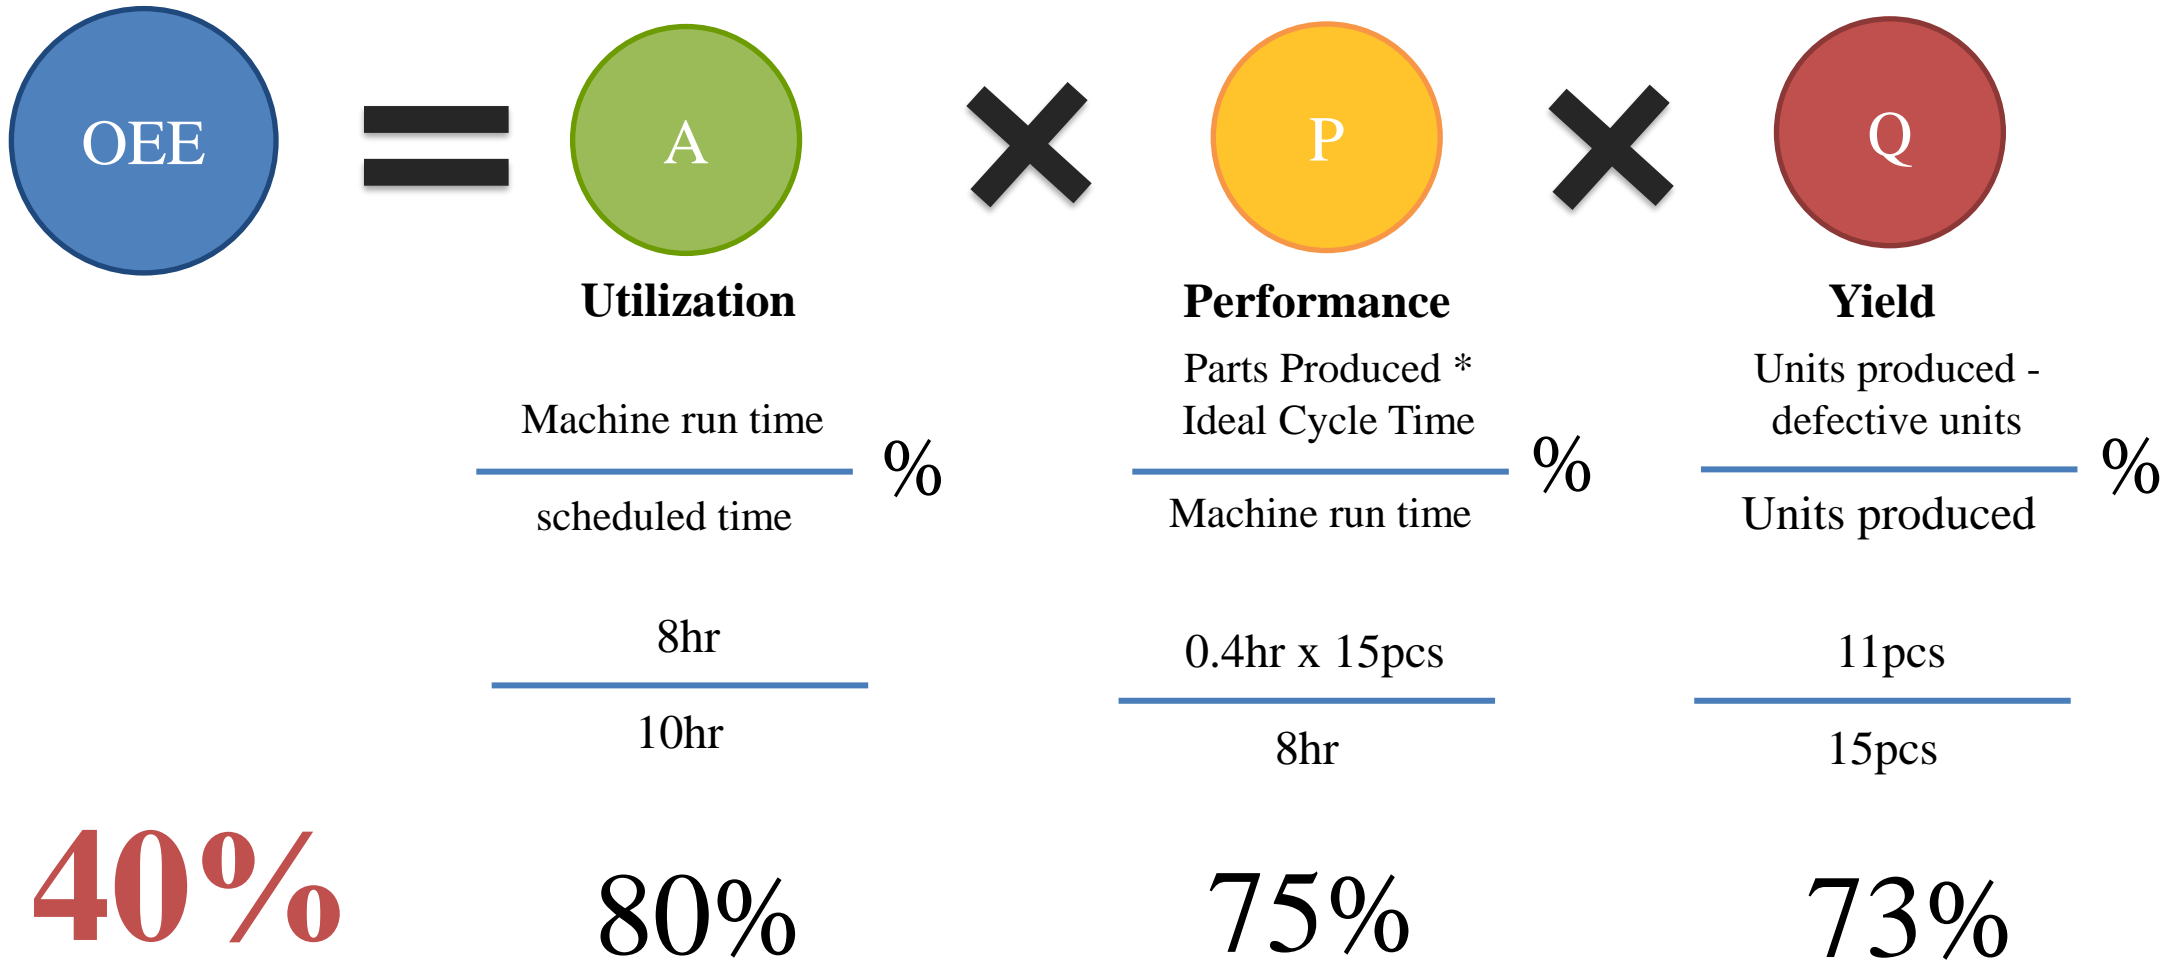 OEE
A
P
Q
Utilization
Machine run time
scheduled time
%
Performance
Parts Produced *
Ideal Cycle Time
Machine run time
%
Yield
Units produced -
defective units
Units produced
%
8hr
10hr
0.4hr x 15pcs
8hr
11pcs
15pcs
40%
80%
75%
73%